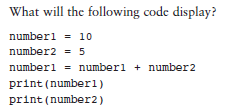 What will the following code display?
number1 = 10
number2 = 5
number1 = number1 + number2
print(number1)
print(number2)